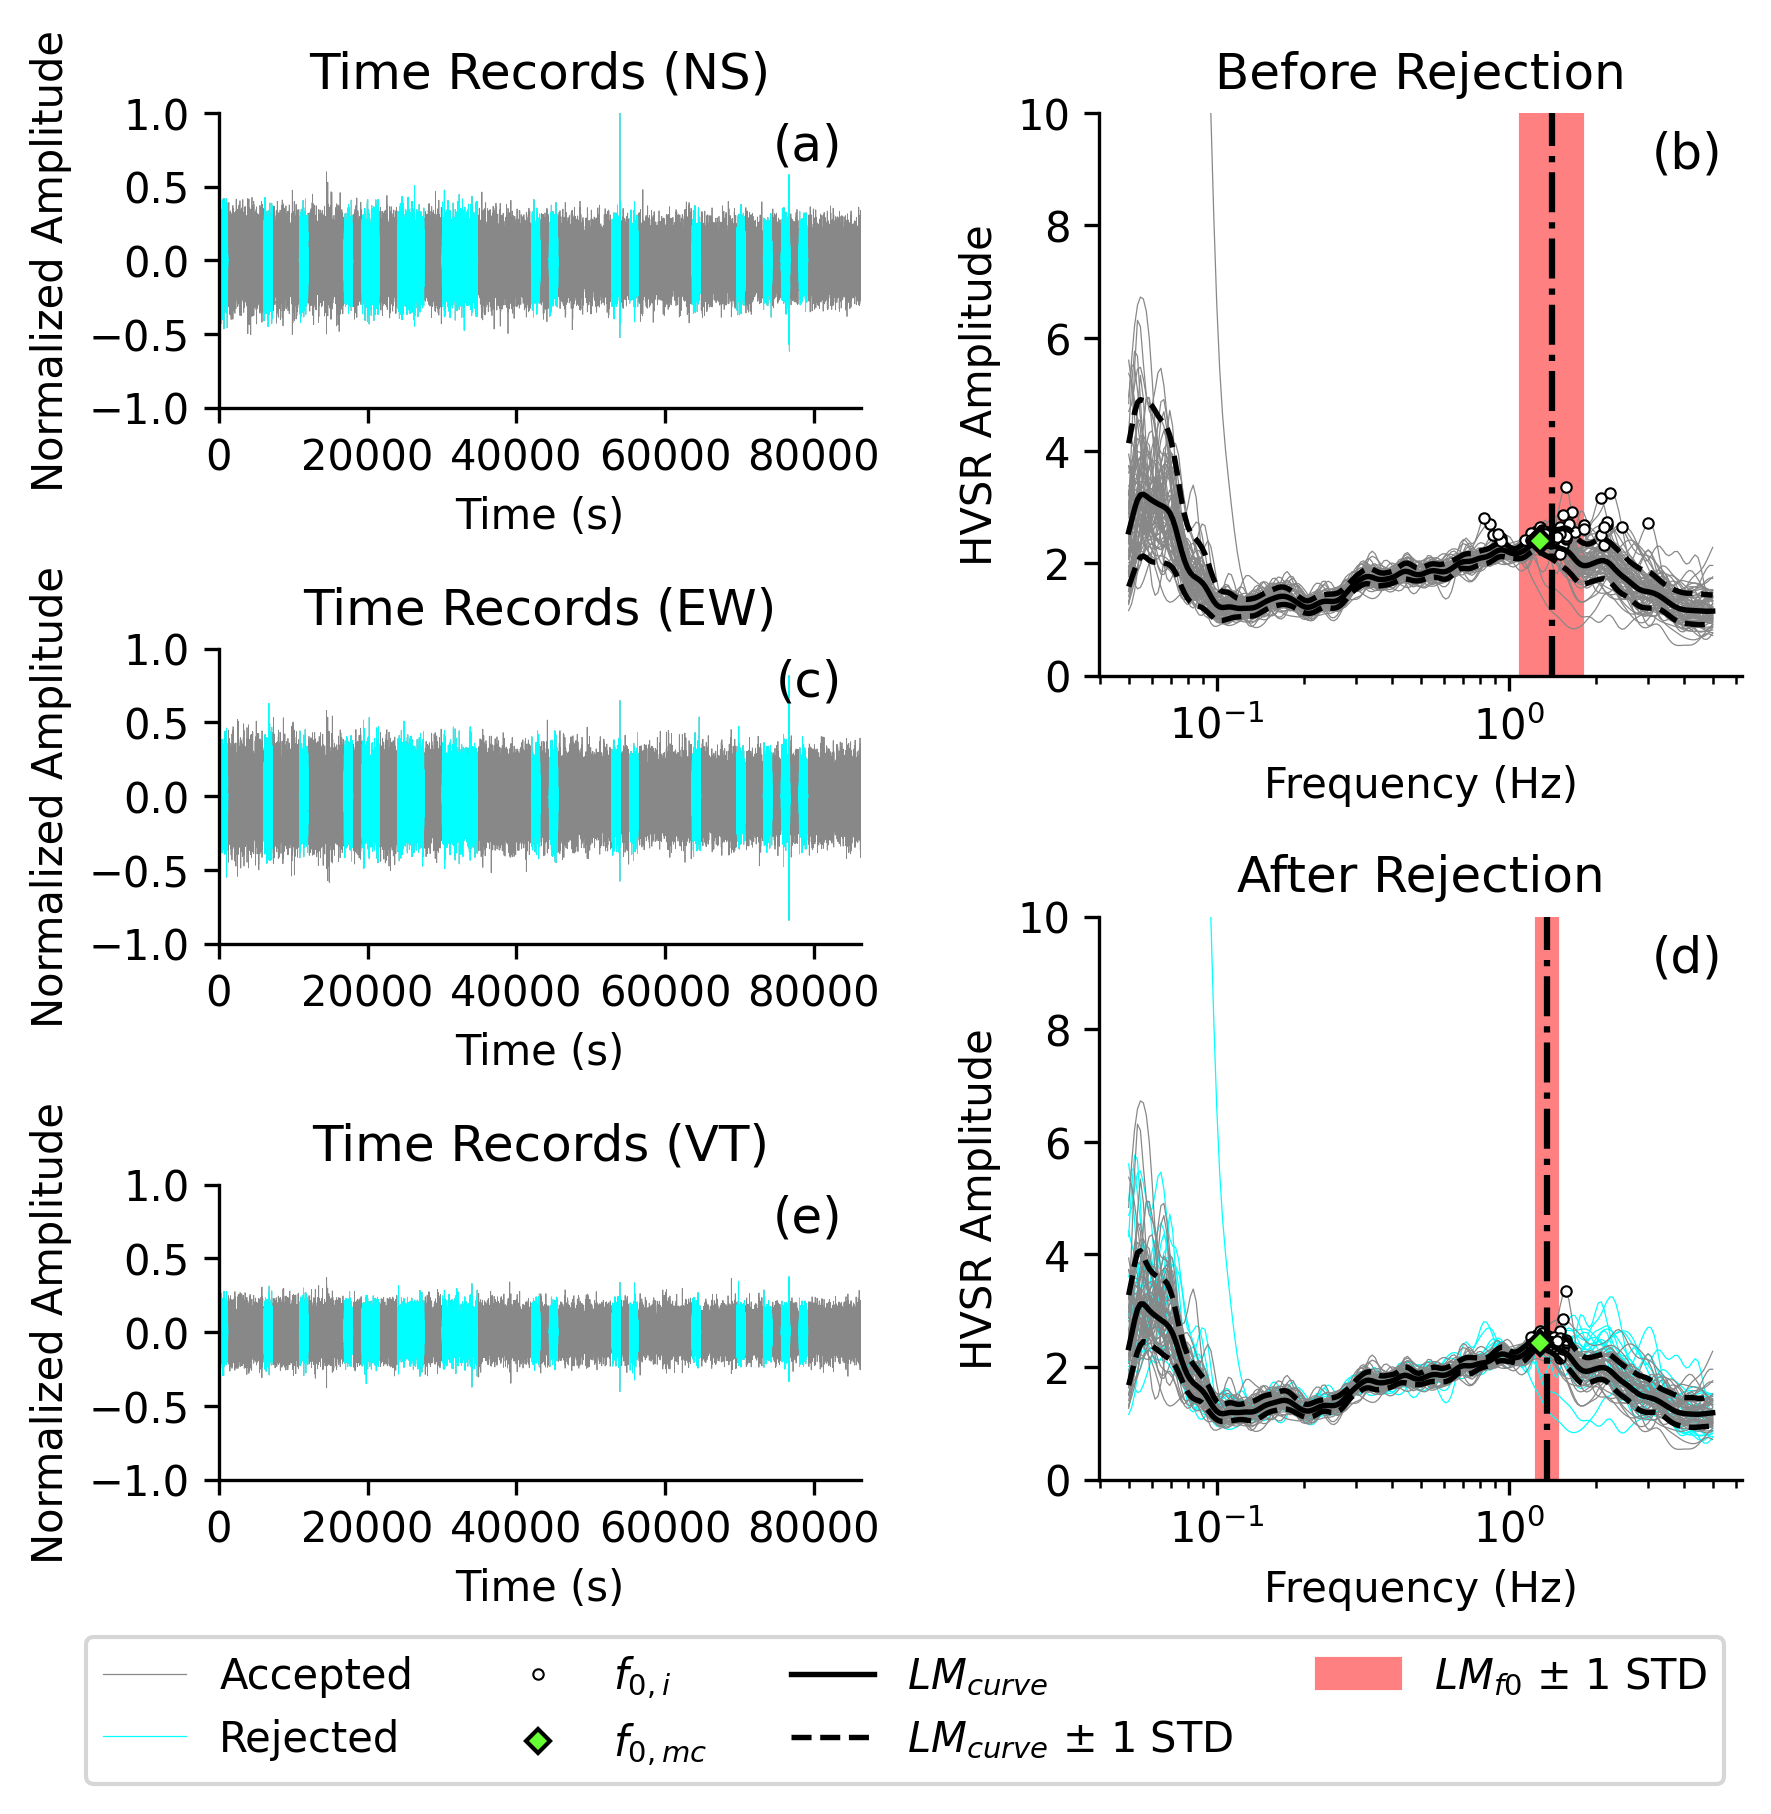 Time Records (NS)
Normalized Amplitude
1.0
0.5
0.0
−0.5
−1.0
(a)
0 20000 40000 60000 80000
Time (s)
Before Rejection
HVSR Amplitude
10
8
6
4
2
0
(b)
10⁻¹ 10⁰
Frequency (Hz)
Time Records (EW)
Normalized Amplitude
1.0
0.5
0.0
−0.5
−1.0
(c)
0 20000 40000 60000 80000
Time (s)
After Rejection
HVSR Amplitude
10
8
6
4
2
0
(d)
10⁻¹ 10⁰
Frequency (Hz)
Time Records (VT)
Normalized Amplitude
1.0
0.5
0.0
−0.5
−1.0
(e)
0 20000 40000 60000 80000
Time (s)
Accepted
Rejected
f0,i
f0,mc
LMcurve
LMcurve ± 1 STD
LMf0 ± 1 STD